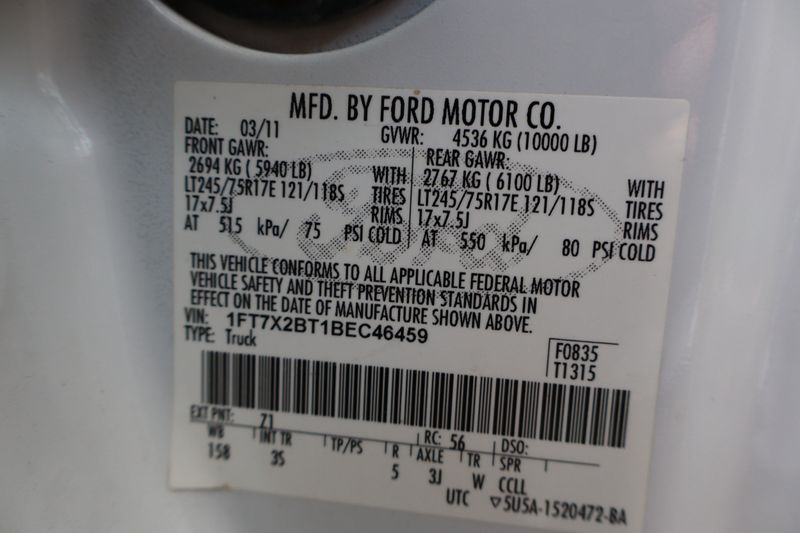 MFD. BY FORD MOTOR CO.
DATE: 03/11 GVWR: 4536 KG (10000 LB)
FRONT GAWR: REAR GAWR:
2694 KG ( 5940 LB) WITH 2767 KG ( 6100 LB) WITH
LT245/75R17E 121/118S TIRES LT245/75R17E 121/118S TIRES
17x7.5J RIMS 17x7.5J RIMS
AT 515 kPa/ 75 PSI COLD AT 550 kPa/ 80 PSI COLD
Ford
THIS VEHICLE CONFORMS TO ALL APPLICABLE FEDERAL MOTOR
VEHICLE SAFETY AND THEFT PREVENTION STANDARDS IN
EFFECT ON THE DATE OF MANUFACTURE SHOWN ABOVE.
VIN: 1FT7X2BT1BEC46459
TYPE: Truck
F0835
T1315
EXT PNT: Z1 RC: 56 DSO:
WB INT TR TP/PS R AXLE TR SPR
158 3S 5 3J W CCLL
UTC ▽5U5A-1520472-BA